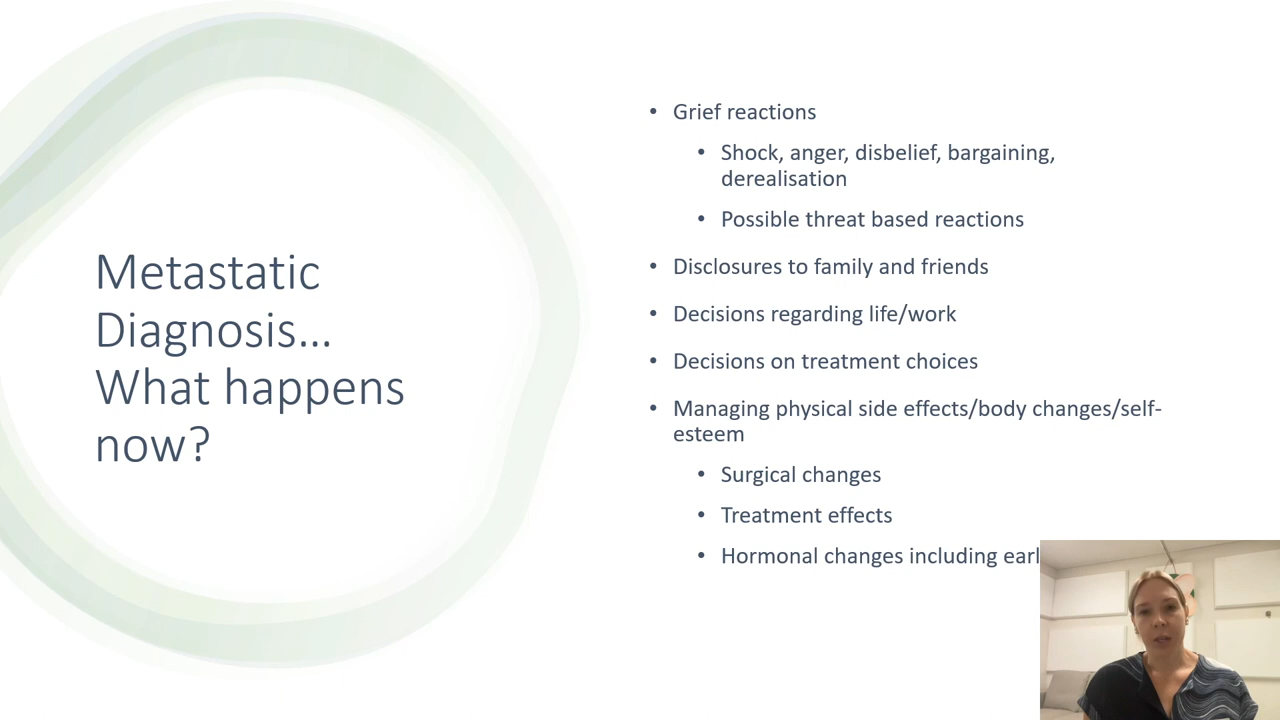 Metastatic
Diagnosis...
What happens
now?
• Grief reactions
• Shock, anger, disbelief, bargaining,
derealisation
• Possible threat based reactions
• Disclosures to family and friends
• Decisions regarding life/work
• Decisions on treatment choices
• Managing physical side effects/body changes/self-
esteem
• Surgical changes
• Treatment effects
• Hormonal changes including